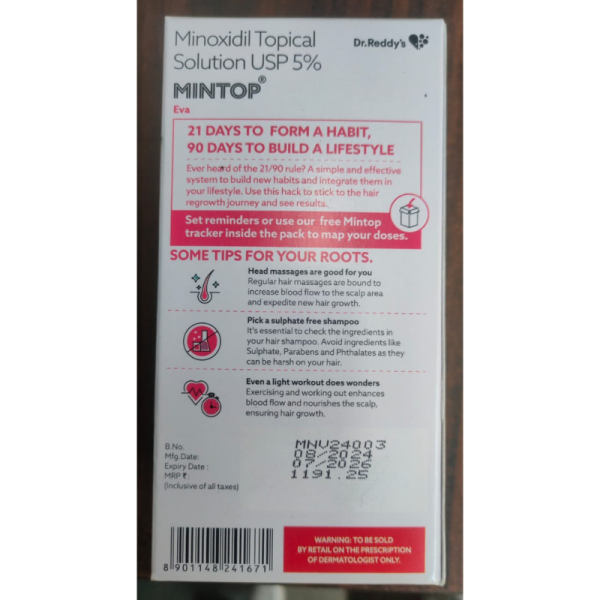 Minoxidil Topical
Solution USP 5%
Dr.Reddy's
MINTOP®
Eva
21 DAYS TO FORM A HABIT,
90 DAYS TO BUILD A LIFESTYLE
Ever heard of the 21/90 rule? A simple and effective
system to build new habits and integrate them in
your lifestyle. Use this hack to stick to the hair
regrowth journey and see results.
Set reminders or use our free Mintop
tracker inside the pack to map your doses.
SOME TIPS FOR YOUR ROOTS.
Head massages are good for you
Regular hair massages are bound to
increase blood flow to the scalp area
and expedite new hair growth.
Pick a sulphate free shampoo
It's essential to check the ingredients in
your hair shampoo. Avoid ingredients like
Sulphate, Parabens and Phthalates as they
can be harsh on your hair.
Even a light workout does wonders
Exercising and working out enhances
blood flow and nourishes the scalp,
ensuring hair growth.
B.No. MNV24003
Mfg.Date: 08/2024
Expiry Date : 07/2026
MRP ₹: 1191.25
(Inclusive of all taxes)
WARNING: TO BE SOLD
BY RETAIL ON THE PRESCRIPTION
OF DERMATOLOGIST ONLY.
8 901148 241671